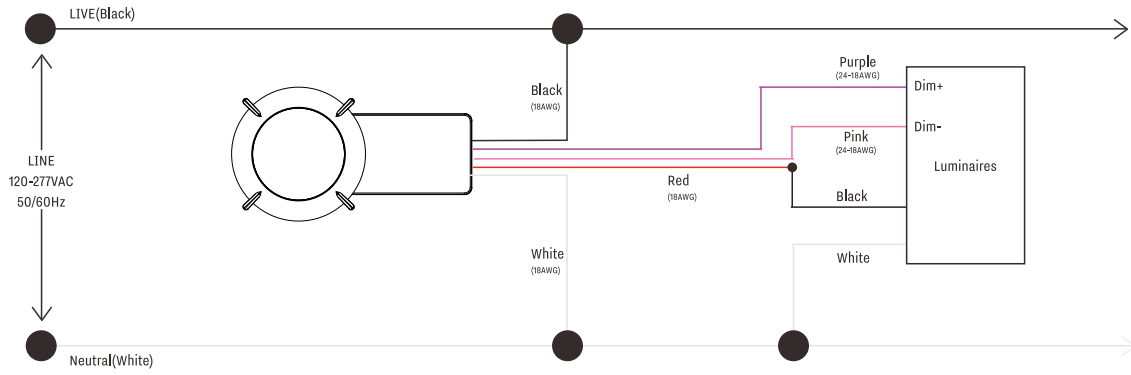 LIVE(Black)
Purple
(24-18AWG)
Black
(18AWG)
Dim+
Dim-
Pink
(24-18AWG)
LINE
120-277VAC
50/60Hz
Luminaires
Red
(18AWG)
Black
White
(18AWG)
White
Neutral(White)